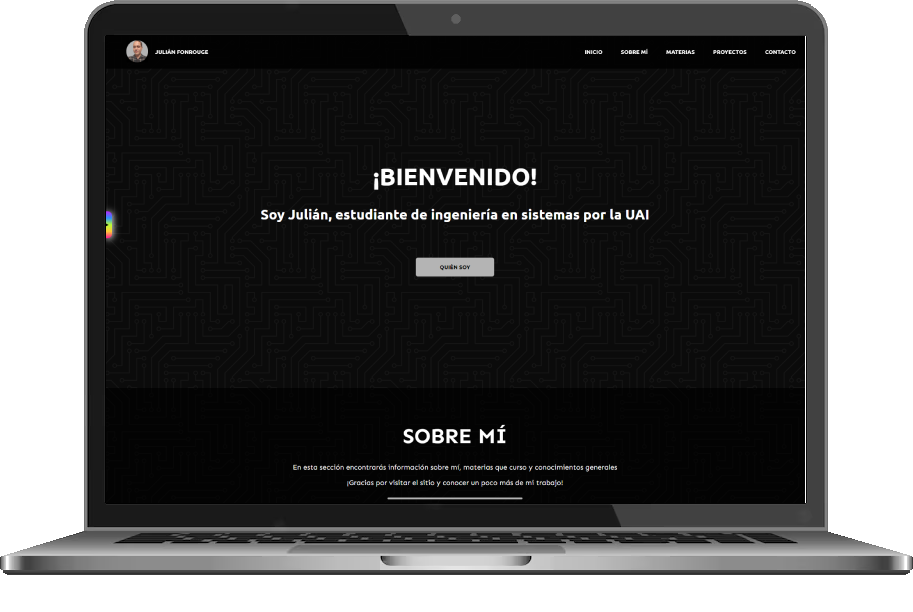 JULIÁN FONROUGE
INICIO
SOBRE MÍ
MATERIAS
PROYECTOS
CONTACTO
¡BIENVENIDO!
Soy Julián, estudiante de ingeniería en sistemas por la UAI
QUIÉN SOY
SOBRE MÍ
En esta sección encontrarás información sobre mí, materias que curso y conocimientos generales
¡Gracias por visitar el sitio y conocer un poco más de mi trabajo!